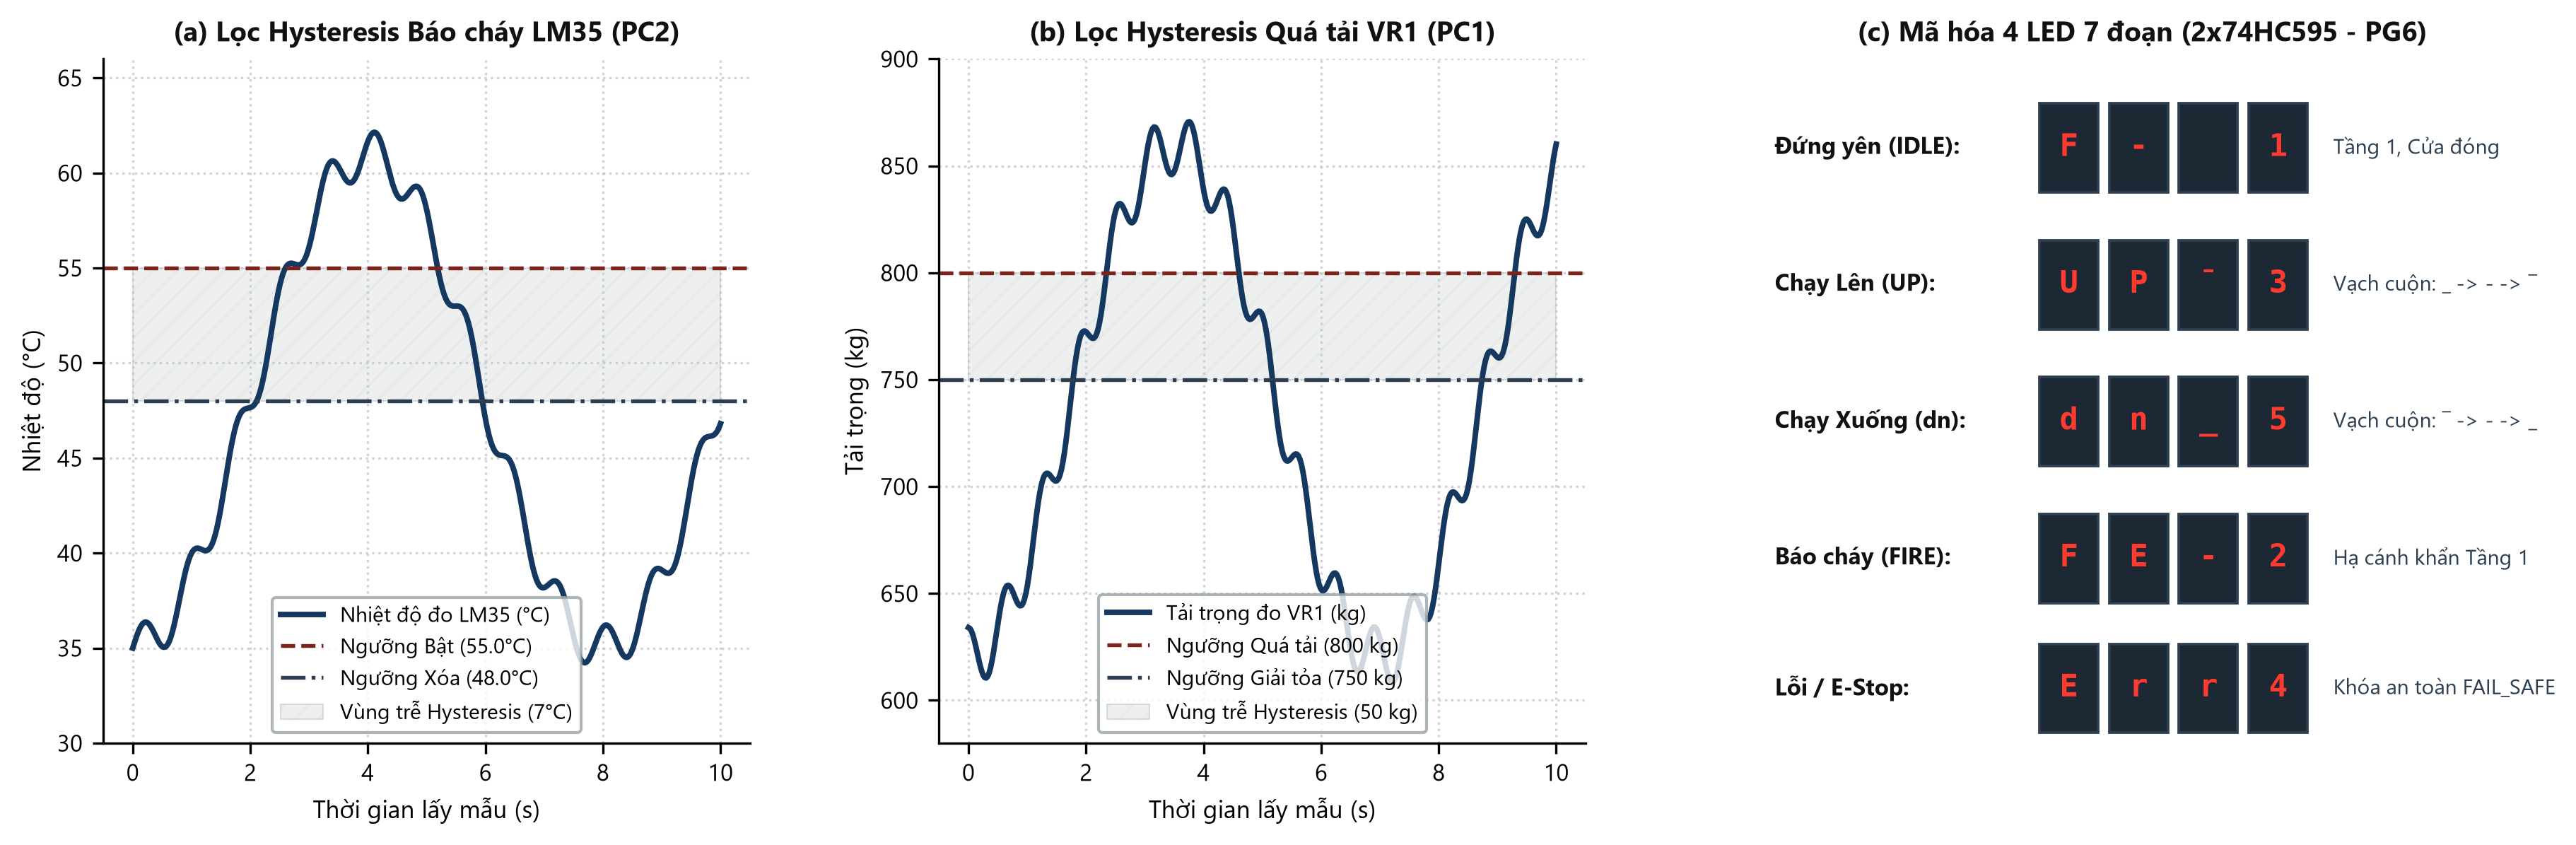 (a) Lọc Hysteresis Báo cháy LM35 (PC2)
65
60
55
50
45
40
35
30
Nhiệt độ (°C)
Nhiệt độ đo LM35 (°C)
Ngưỡng Bật (55.0°C)
Ngưỡng Xóa (48.0°C)
Vùng trễ Hysteresis (7°C)
0 2 4 6 8 10
Thời gian lấy mẫu (s)
(b) Lọc Hysteresis Quá tải VR1 (PC1)
900
850
800
750
700
650
600
Tải trọng (kg)
Tải trọng đo VR1 (kg)
Ngưỡng Quá tải (800 kg)
Ngưỡng Giải tỏa (750 kg)
Vùng trễ Hysteresis (50 kg)
0 2 4 6 8 10
Thời gian lấy mẫu (s)
(c) Mã hóa 4 LED 7 đoạn (2x74HC595 - PG6)
Đứng yên (IDLE): F - 1 Tầng 1, Cửa đóng
Chạy Lên (UP): U P ¯ 3 Vạch cuộn: _ -> - -> ¯
Chạy Xuống (dn): d n _ 5 Vạch cuộn: ¯ -> - -> _
Báo cháy (FIRE): F E - 2 Hạ cánh khẩn Tầng 1
Lỗi / E-Stop: E r r 4 Khóa an toàn FAIL_SAFE